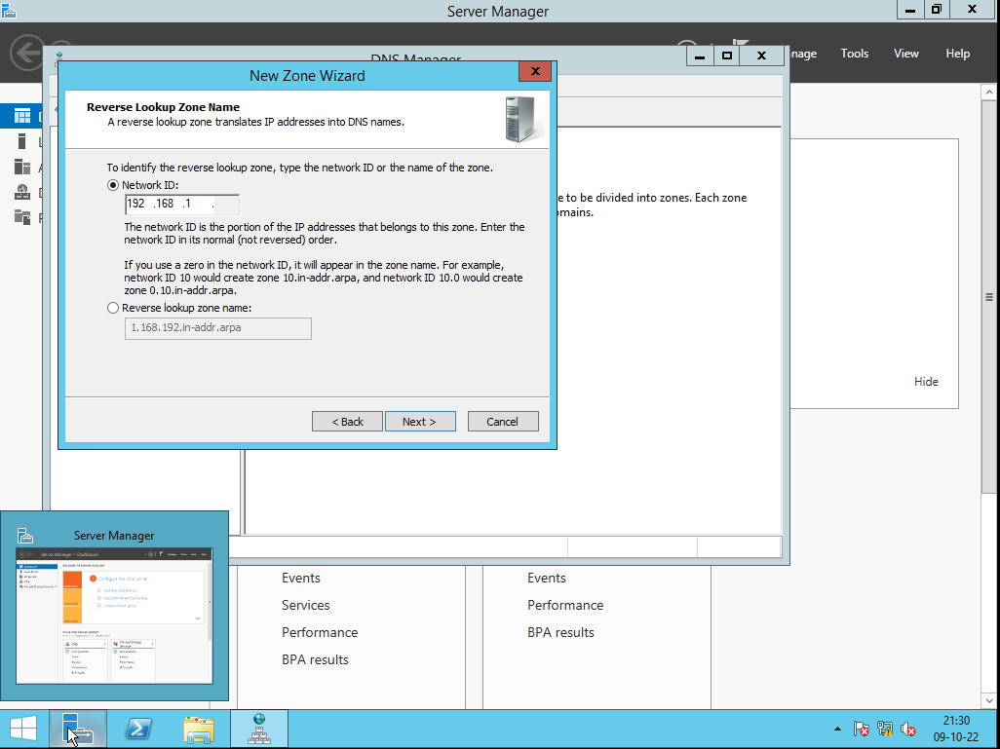 Server Manager
Tools
View
Help
DNS Manager
New Zone Wizard
Reverse Lookup Zone Name
A reverse lookup zone translates IP addresses into DNS names.
To identify the reverse lookup zone, type the network ID or the name of the zone.
Network ID:
192 .168 .1 .
The network ID is the portion of the IP addresses that belongs to this zone. Enter the
network ID in its normal (not reversed) order.
If you use a zero in the network ID, it will appear in the zone name. For example,
network ID 10 would create zone 10.in-addr.arpa, and network ID 10.0 would create
zone 0.10.in-addr.arpa.
Reverse lookup zone name:
1.168.192.in-addr.arpa
< Back
Next >
Cancel
e to be divided into zones. Each zone
mains.
Hide
Server Manager
Events
Services
Performance
BPA results
Events
Performance
BPA results
21:30
09-10-22